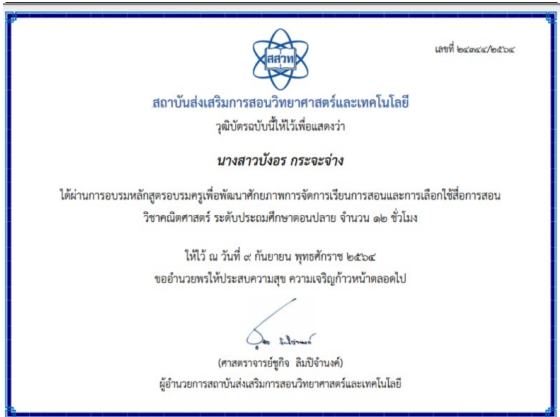 เลขที่ ๒๔๓๔๔/๒๕๖๔
สสวท
สถาบันส่งเสริมการสอนวิทยาศาสตร์และเทคโนโลยี
วุฒิบัตรฉบับนี้ให้ไว้เพื่อแสดงว่า
นางสาวบังอร กระจะจ่าง
ได้ผ่านการอบรมหลักสูตรอบรมครูเพื่อพัฒนาศักยภาพการจัดการเรียนการสอนและการเลือกใช้สื่อการสอน
วิชาคณิตศาสตร์ ระดับประถมศึกษาตอนปลาย จำนวน ๑๒ ชั่วโมง
ให้ไว้ ณ วันที่ ๙ กันยายน พุทธศักราช ๒๕๖๔
ขออำนวยพรให้ประสบความสุข ความเจริญก้าวหน้าตลอดไป
(ศาสตราจารย์ชูกิจ ลิมปิจำนงค์)
ผู้อำนวยการสถาบันส่งเสริมการสอนวิทยาศาสตร์และเทคโนโลยี